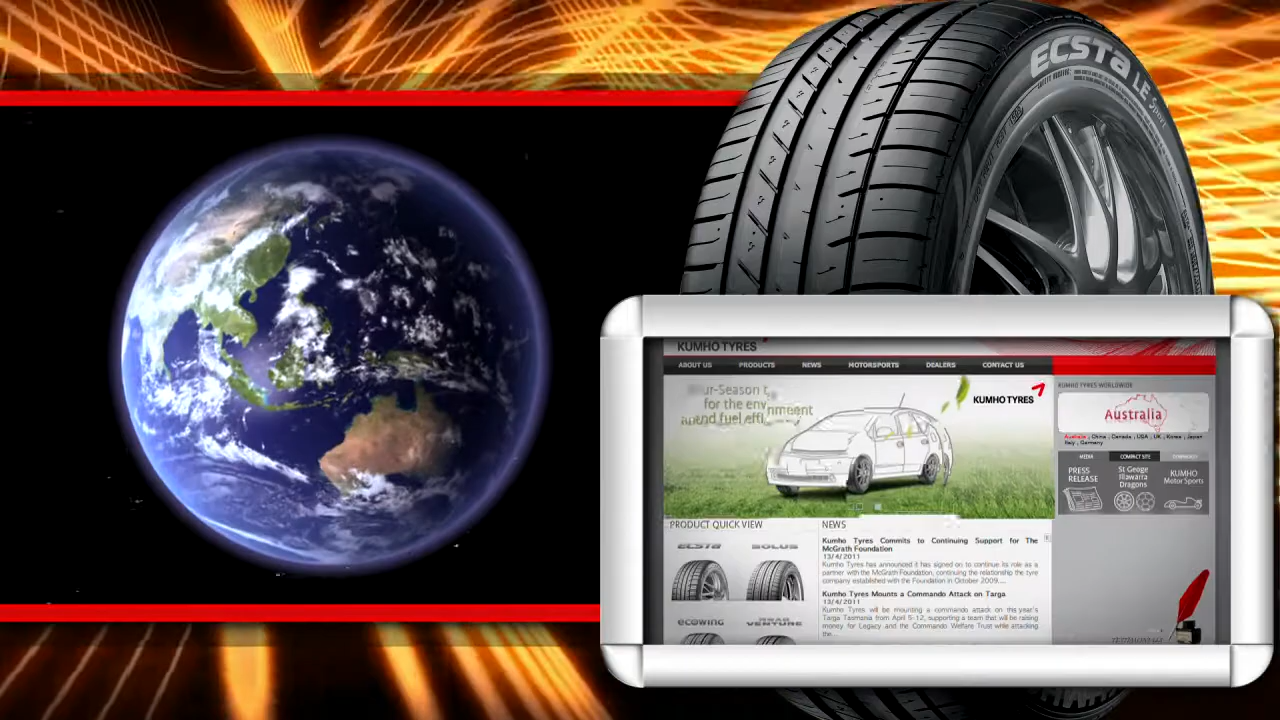 ECSTA LE Sport
KUMHO TYRES
ABOUT US PRODUCTS NEWS MOTORSPORTS DEALERS CONTACT US
ur-Season t
for the environment
and fuel effi
KUMHO TYRES
KUMHO TYRES WORLDWIDE
Australia
Australia , China , Canada , USA , UK , Korea , Japan
Italy , Germany
MEDIA COMPACT SITE
PRESS
RELEASE
St Geoge
Illawarra
Dragons
KUMHO
Motor Sports
PRODUCT QUICK VIEW
ECSTA SOLUS
ECOWING ROAD VENTURE
NEWS
Kumho Tyres Commits to Continuing Support for The
McGrath Foundation
13/4/2011
Kumho Tyres has announced it has signed on to continue its role as a
partner with the McGrath Foundation, continuing the relationship the tyre
company established with the Foundation in October 2009....
Kumho Tyres Mounts a Commando Attack on Targa
13/4/2011
Kumho Tyres will be mounting a commando attack on this year's
Targa Tasmania from April 5-12, supporting a team that will be raising
money for Legacy and the Commando Welfare Trust while attacking
the...